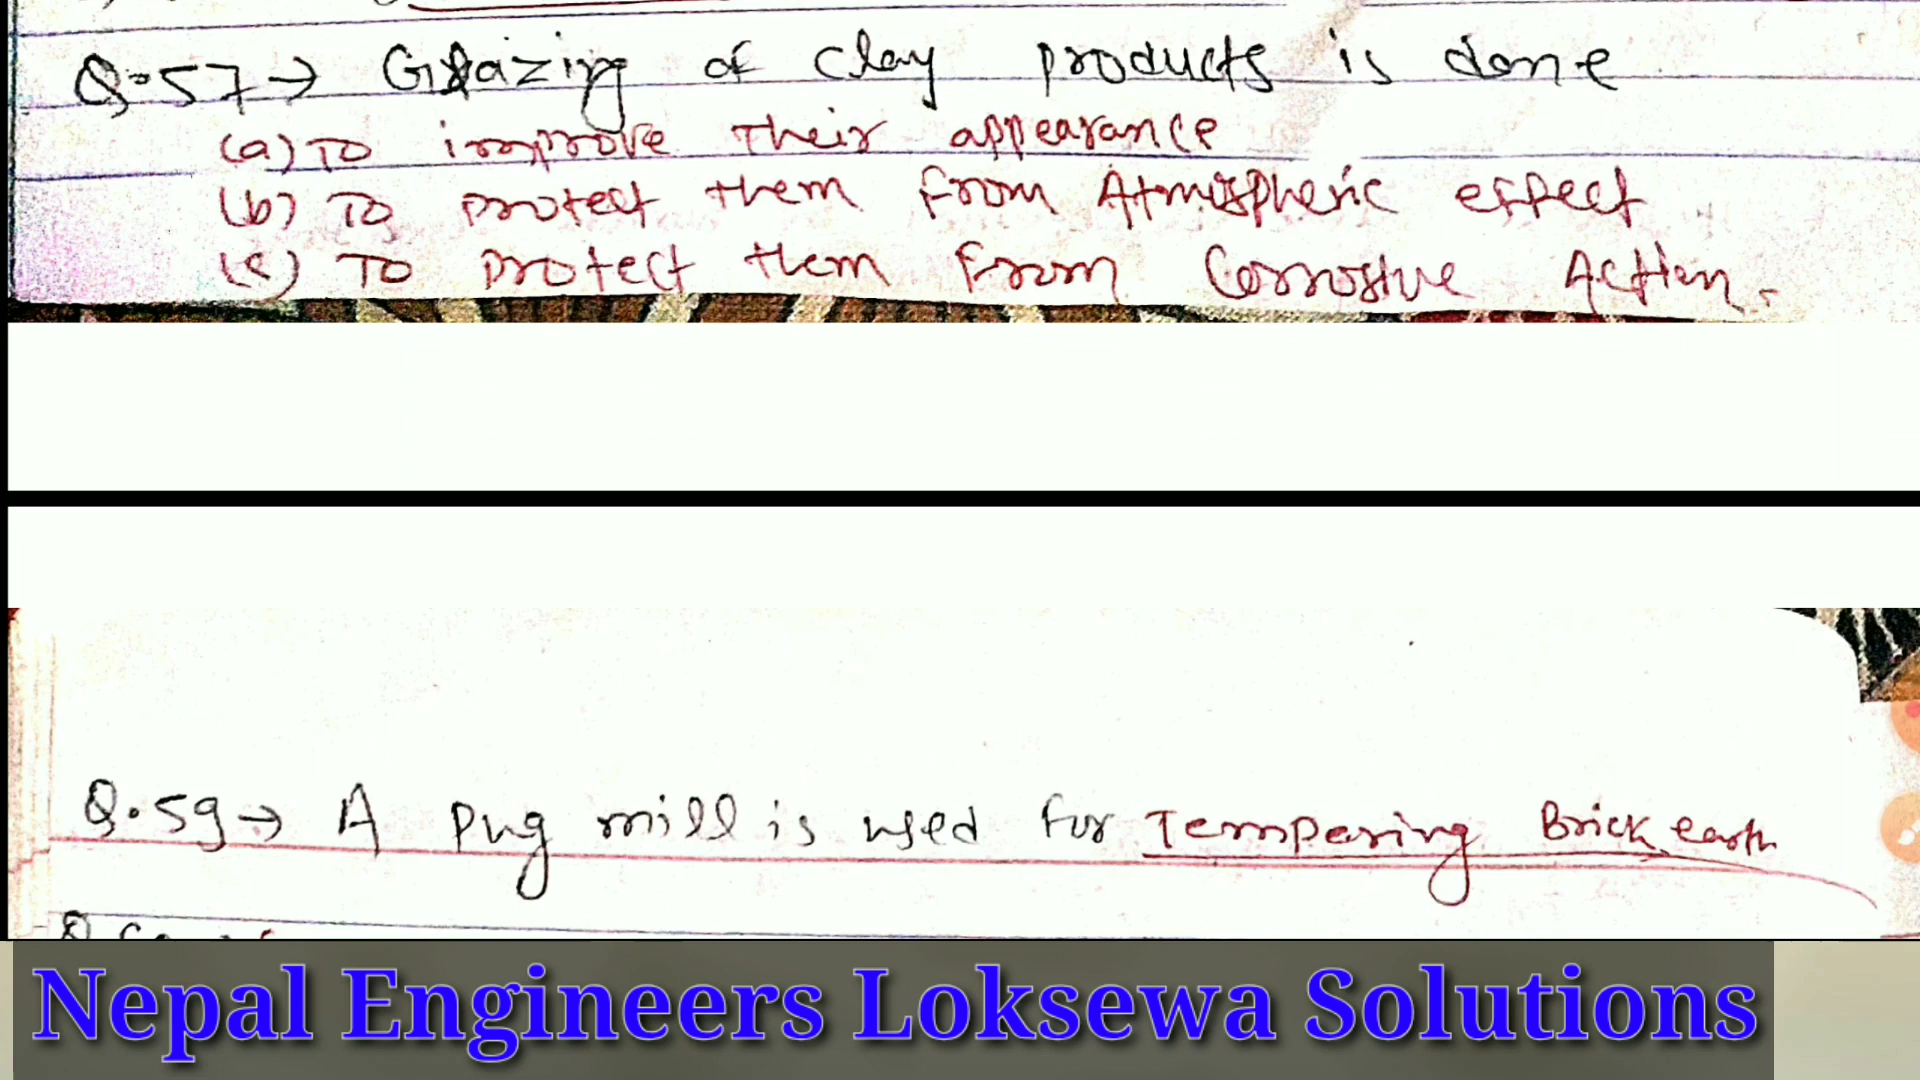 Q.57→ Glazing of clay products is done
(a) To improve Their appearance
(b) To protect them from Atmospheric effect
(c) To protect them from Corrosive Action.
Q.59→ A pug mill is used for Tempering Brick earth
Nepal Engineers Loksewa Solutions